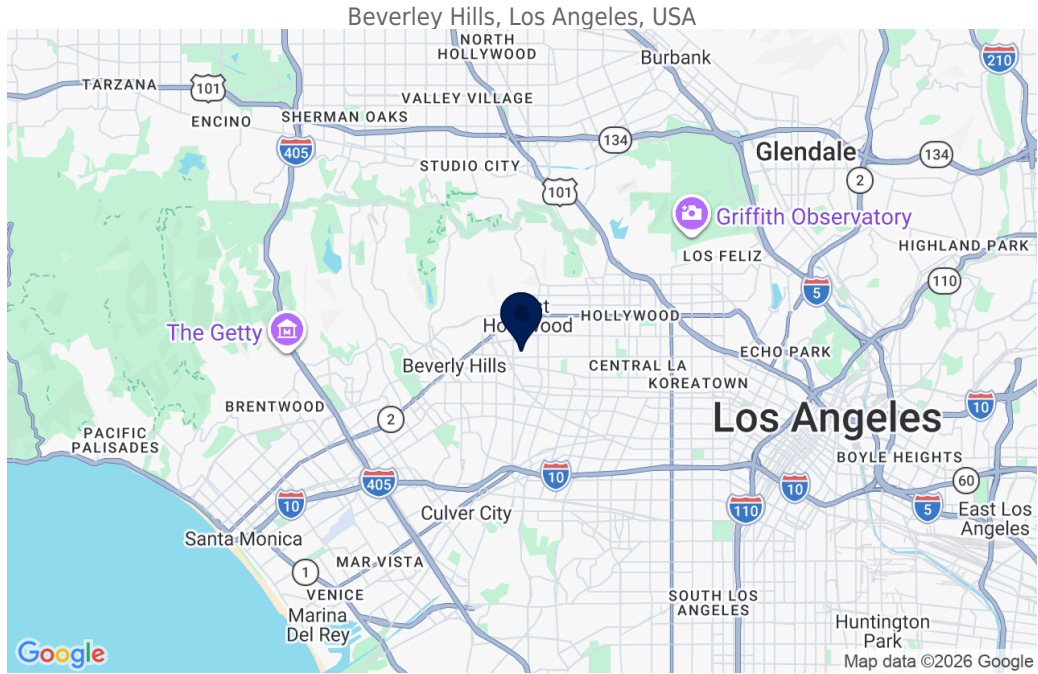 Beverley Hills, Los Angeles, USA
NORTH
HOLLYWOOD
Burbank
210
TARZANA
101
ENCINO
VALLEY VILLAGE
SHERMAN OAKS
405
134
STUDIO CITY
Glendale
134
2
101
Griffith Observatory
LOS FELIZ
HIGHLAND PARK
110
5
The Getty
HOLLYWOOD
Beverly Hills
CENTRAL LA
ECHO PARK
KOREATOWN
BRENTWOOD
2
Los Angeles
10
PACIFIC
PALISADES
BOYLE HEIGHTS
405
10
10
60
10
110
5
Culver City
East Los
Angeles
Santa Monica
MAR VISTA
1
VENICE
Marina
Del Rey
SOUTH LOS
ANGELES
Huntington
Park
Google
Map data ©2026 Google